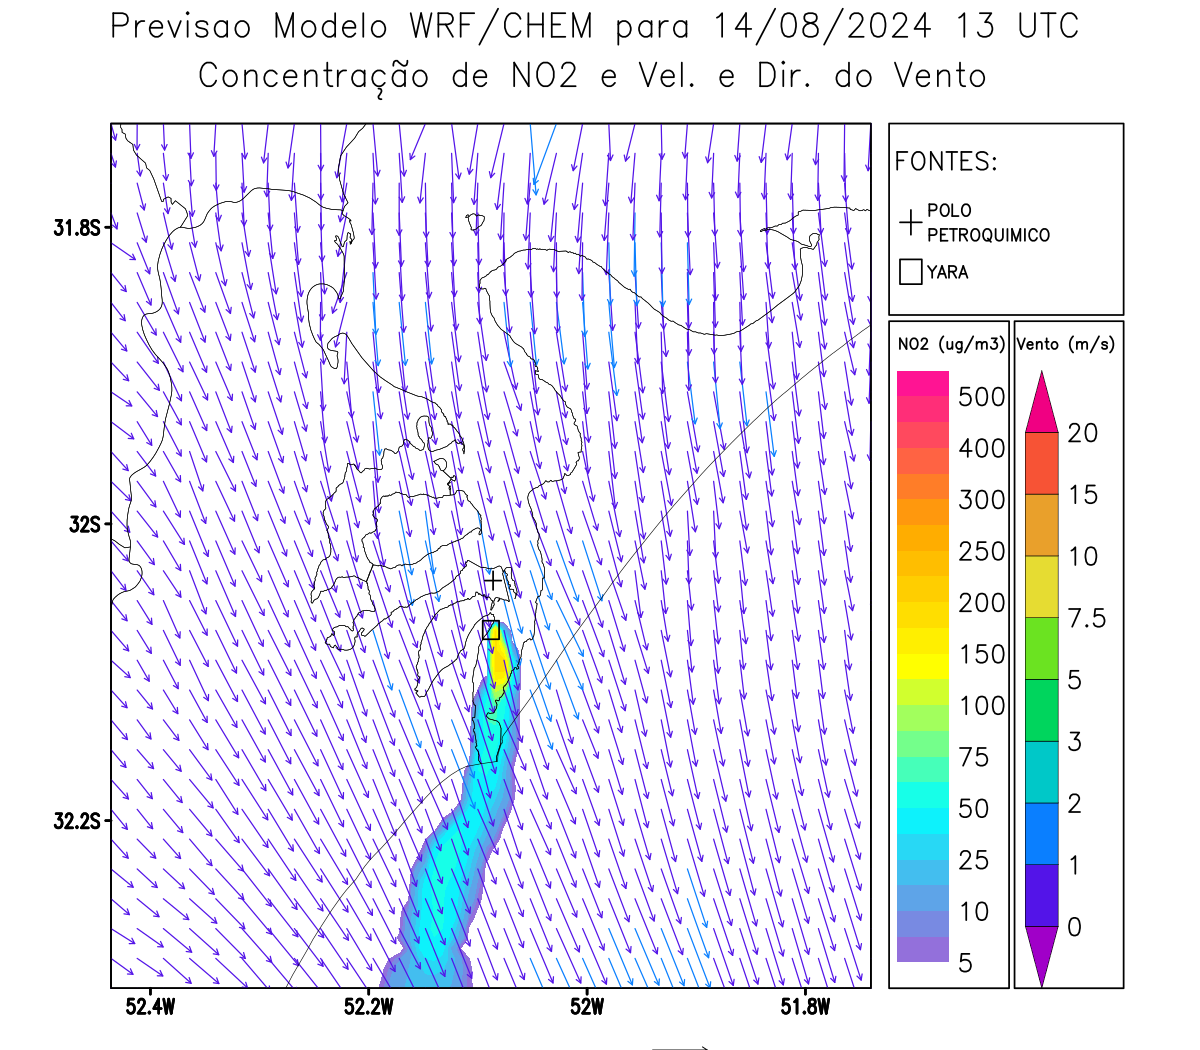 Previsao Modelo WRF/CHEM para 14/08/2024 13 UTC
Concentração de NO2 e Vel. e Dir. do Vento
FONTES:
POLO
PETROQUIMICO
YARA
NO2 (ug/m3)
500
400
300
250
200
150
100
75
50
25
10
5
Vento (m/s)
20
15
10
7.5
5
3
2
1
0
31.8S
32S
32.2S
52.4W 52.2W 52W 51.8W